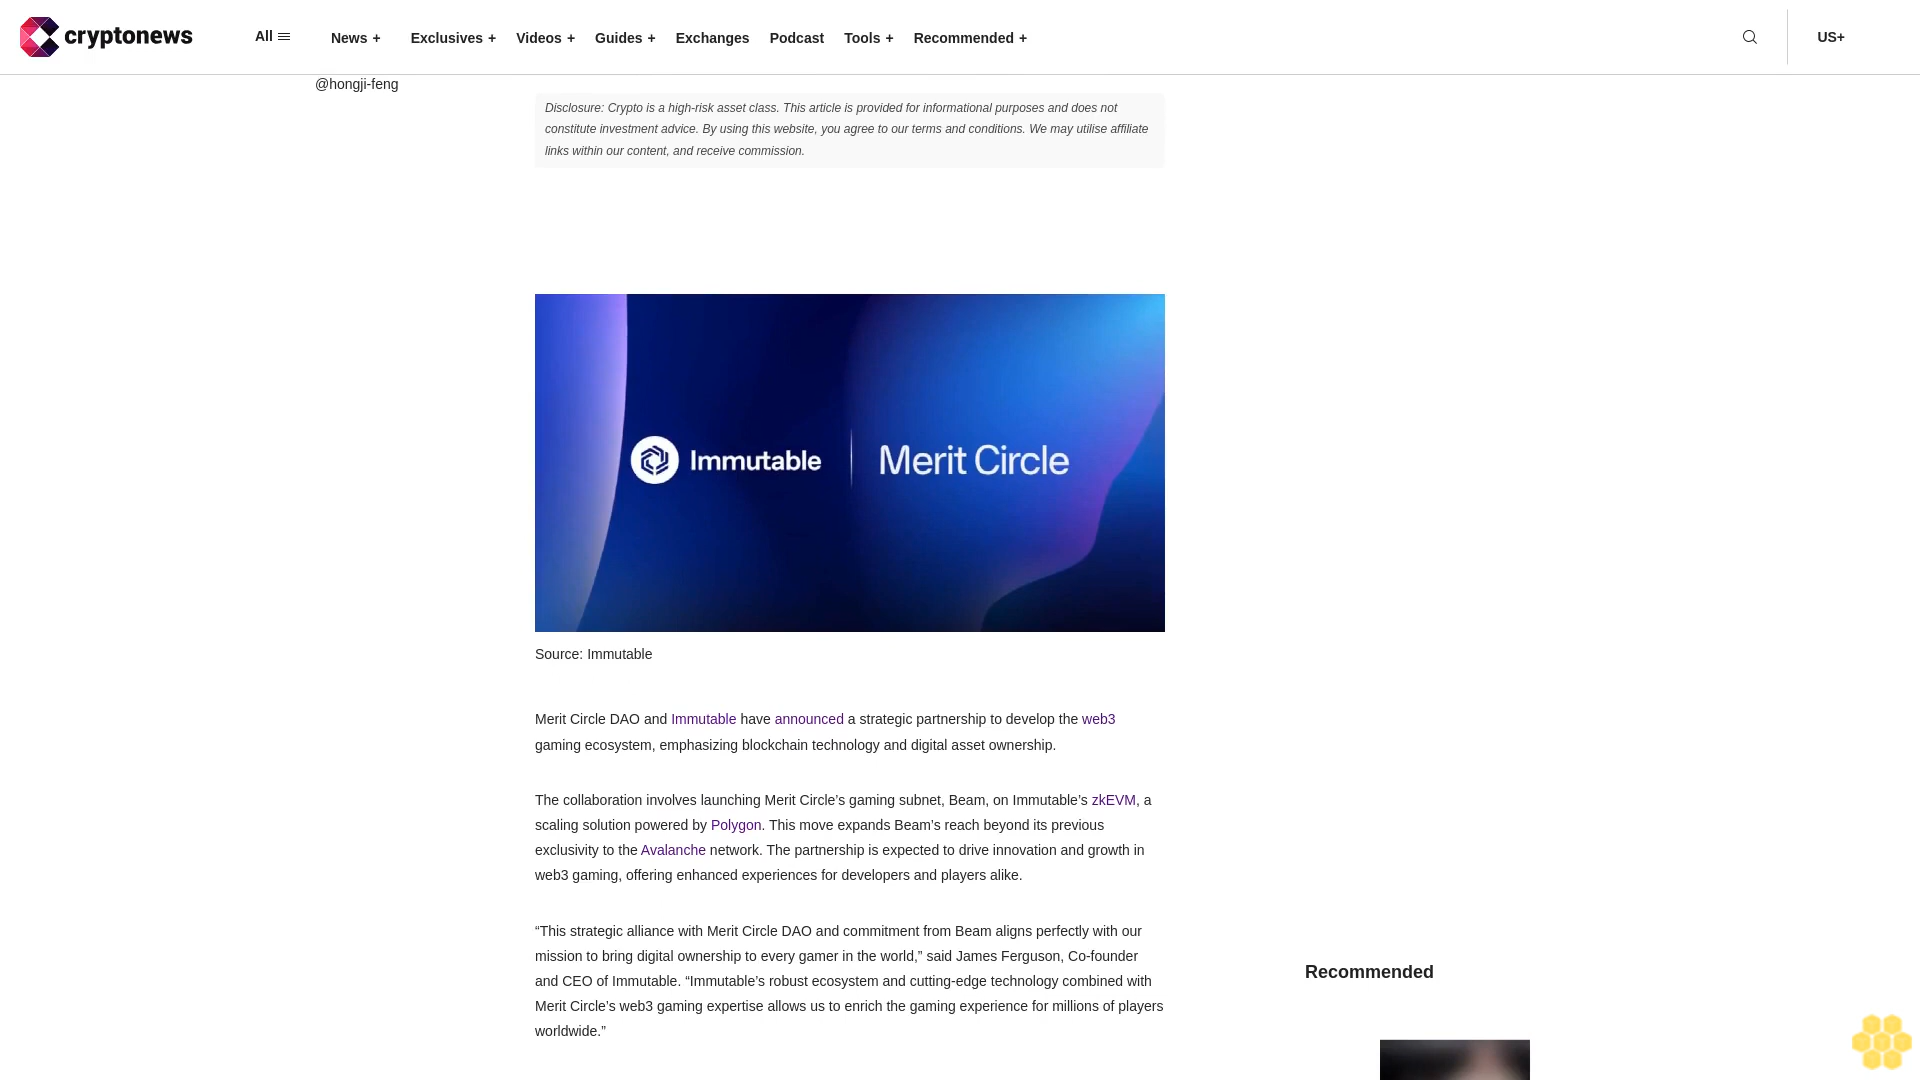 cryptonews
All
News +
Exclusives +
Videos +
Guides +
Exchanges
Podcast
Tools +
Recommended +
US+
@hongji-feng
Disclosure: Crypto is a high-risk asset class. This article is provided for informational purposes and does not
constitute investment advice. By using this website, you agree to our terms and conditions. We may utilise affiliate
links within our content, and receive commission.
Immutable
Merit Circle
Source: Immutable
Merit Circle DAO and Immutable have announced a strategic partnership to develop the web3
gaming ecosystem, emphasizing blockchain technology and digital asset ownership.
The collaboration involves launching Merit Circle’s gaming subnet, Beam, on Immutable’s zkEVM, a
scaling solution powered by Polygon. This move expands Beam’s reach beyond its previous
exclusivity to the Avalanche network. The partnership is expected to drive innovation and growth in
web3 gaming, offering enhanced experiences for developers and players alike.
“This strategic alliance with Merit Circle DAO and commitment from Beam aligns perfectly with our
mission to bring digital ownership to every gamer in the world,” said James Ferguson, Co-founder
and CEO of Immutable. “Immutable’s robust ecosystem and cutting-edge technology combined with
Merit Circle’s web3 gaming expertise allows us to enrich the gaming experience for millions of players
worldwide.”
Recommended